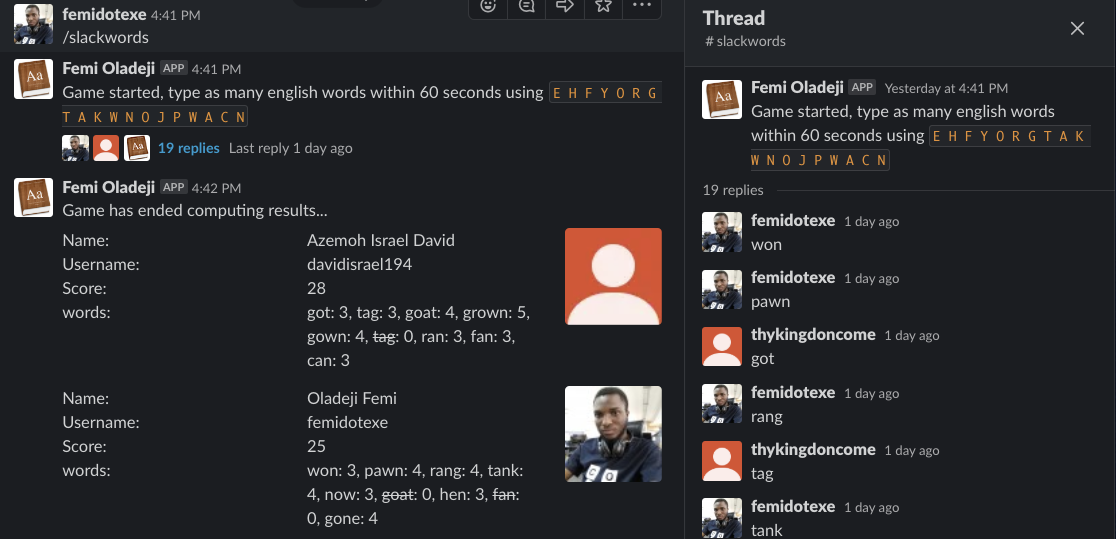 femidotexe 4:41 PM
/slackwords
Femi Oladeji APP 4:41 PM
Game started, type as many english words within 60 seconds using E H F Y O R G
T A K W N O J P W A C N
19 replies Last reply 1 day ago
Femi Oladeji APP 4:42 PM
Game has ended computing results...
Name: Azemoh Israel David
Username: davidisrael194
Score: 28
words: got: 3, tag: 3, goat: 4, grown: 5,
gown: 4, tag: 0, ran: 3, fan: 3,
can: 3
Name: Oladeji Femi
Username: femidotexe
Score: 25
words: won: 3, pawn: 4, rang: 4, tank:
4, now: 3, goat: 0, hen: 3, fan:
0, gone: 4
Thread
# slackwords
Femi Oladeji APP Yesterday at 4:41 PM
Game started, type as many english words
within 60 seconds using E H F Y O R G T A K
W N O J P W A C N
19 replies
femidotexe 1 day ago
won
femidotexe 1 day ago
pawn
thykingdoncome 1 day ago
got
femidotexe 1 day ago
rang
thykingdoncome 1 day ago
tag
femidotexe 1 day ago
tank